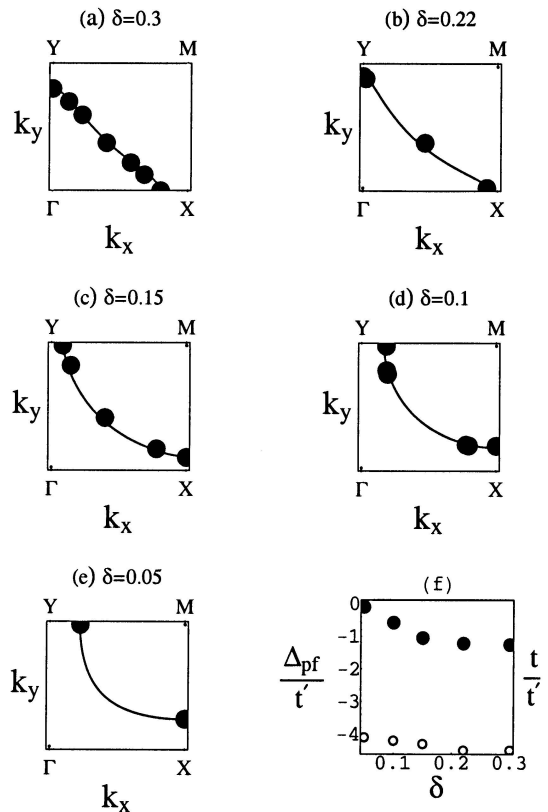 (a) δ=0.3
(b) δ=0.22
Y M
Y M
k_y
k_y
Γ X
Γ X
k_x
k_x
(c) δ=0.15
(d) δ=0.1
Y M
Y M
k_y
k_y
Γ X
Γ X
k_x
k_x
(e) δ=0.05
(f)
Y M
0
-1
-2
-3
-4
k_y
Δ_pf
t′
t
t′
Γ X
0.1 0.2 0.3
k_x
δ